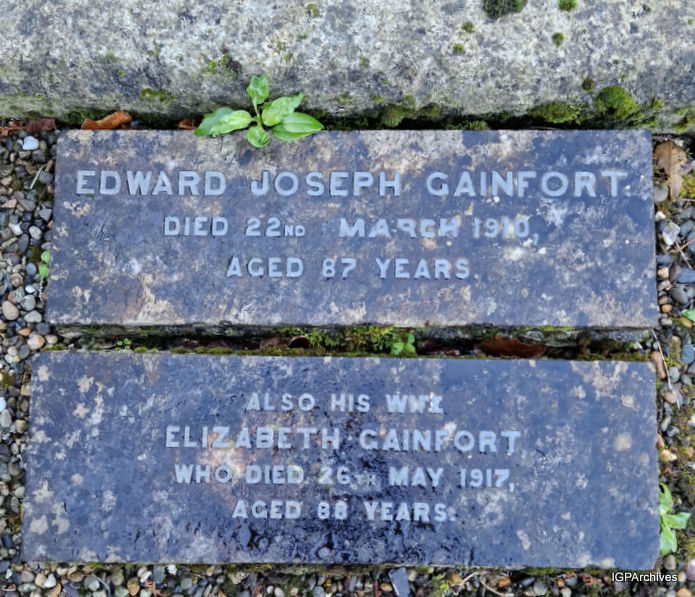 EDWARD JOSEPH GAINFORT
DIED 22ND MARCH 1910,
AGED 87 YEARS.
ALSO HIS WIFE
ELIZABETH GAINFORT,
WHO DIED 26TH MAY 1917,
AGED 88 YEARS.
IGPArchives